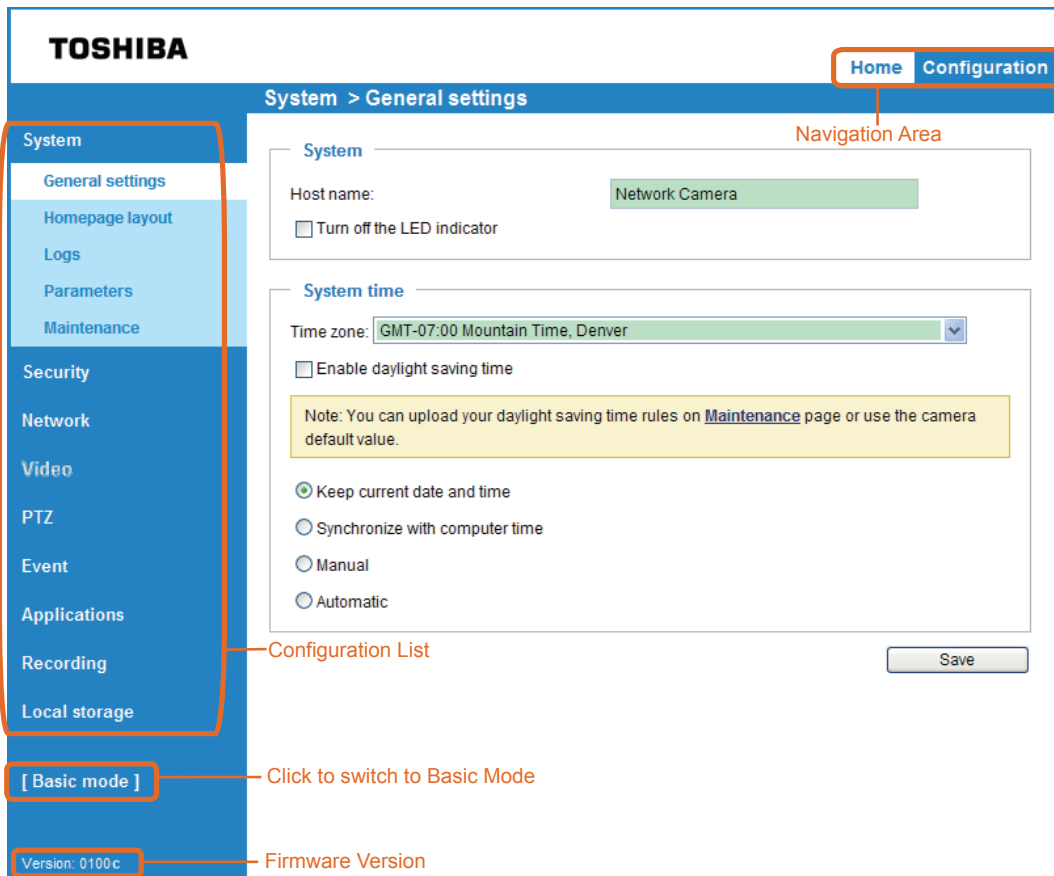 TOSHIBA
Home Configuration
System > General settings
Navigation Area
System
General settings
Homepage layout
Logs
Parameters
Maintenance
Security
Network
Video
PTZ
Event
Applications
Recording
Local storage
[ Basic mode ]
Version: 0100c
System
Host name: Network Camera
Turn off the LED indicator
System time
Time zone: GMT-07:00 Mountain Time, Denver
Enable daylight saving time
Note: You can upload your daylight saving time rules on Maintenance page or use the camera
default value.
Keep current date and time
Synchronize with computer time
Manual
Automatic
Configuration List
Save
Click to switch to Basic Mode
Firmware Version